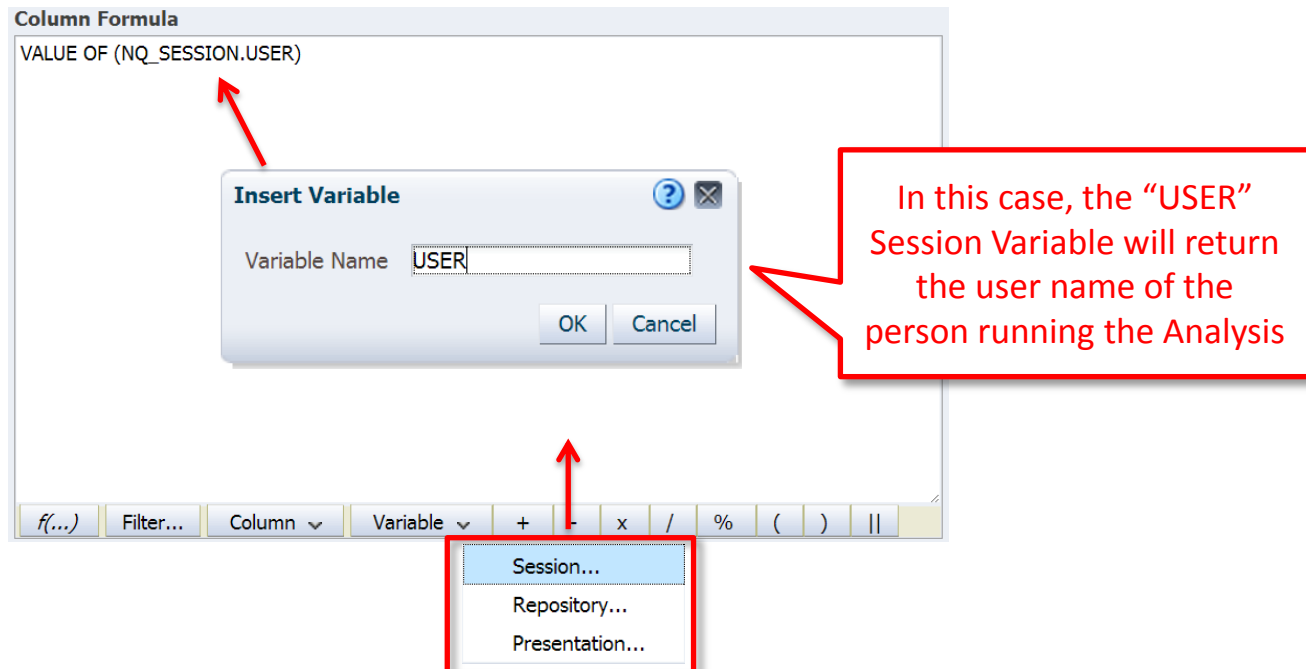 Column Formula
VALUE OF (NQ_SESSION.USER)
Insert Variable
Variable Name USER
OK Cancel
In this case, the “USER”
Session Variable will return
the user name of the
person running the Analysis
f(...) Filter... Column Variable + - x / % ( ) ||
Session...
Repository...
Presentation...